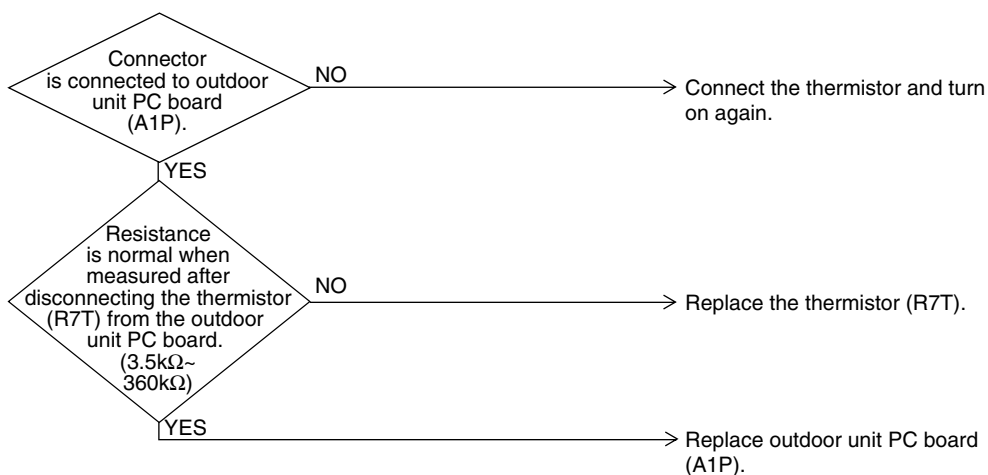 Connector
is connected to outdoor
unit PC board
(A1P).
NO
Connect the thermistor and turn
on again.
YES
Resistance
is normal when
measured after
disconnecting the thermistor
(R7T) from the outdoor
unit PC board.
(3.5kΩ~
360kΩ)
NO
Replace the thermistor (R7T).
YES
Replace outdoor unit PC board
(A1P).